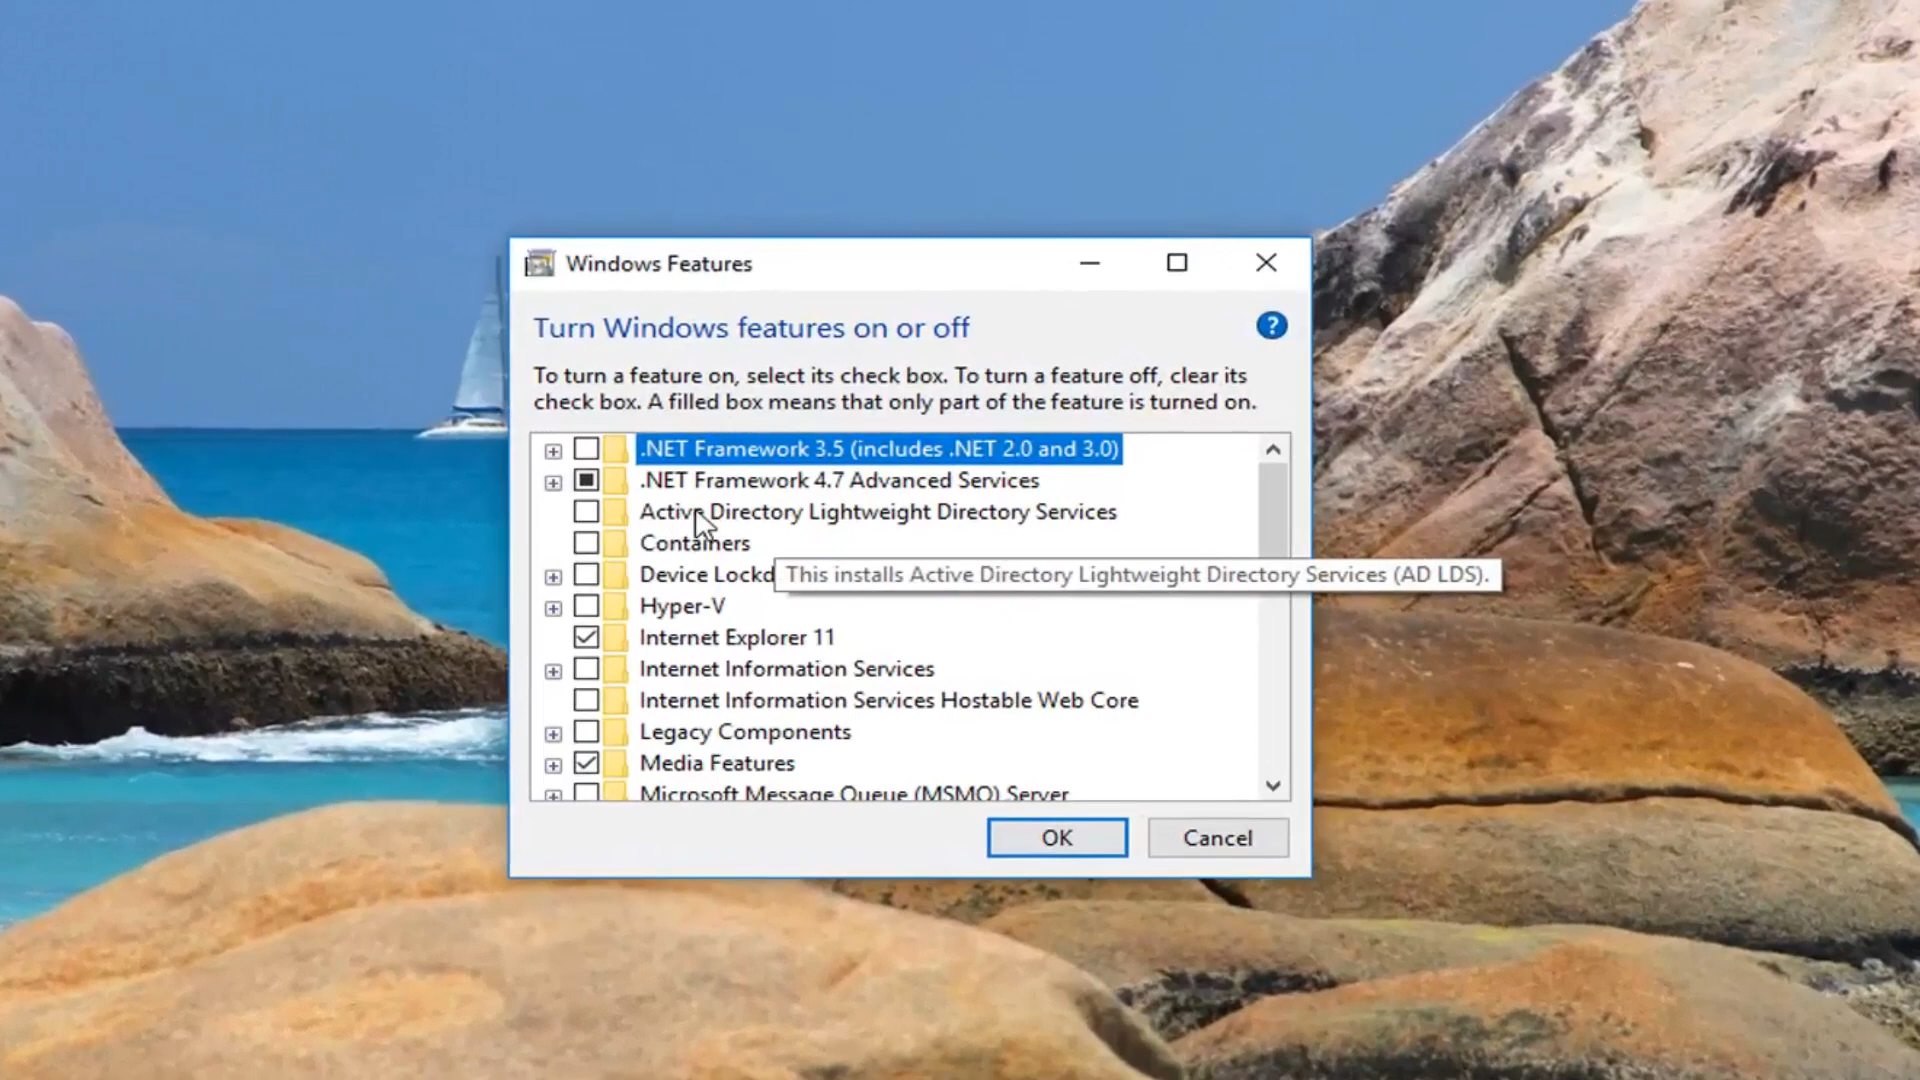 Windows Features
Turn Windows features on or off
?
To turn a feature on, select its check box. To turn a feature off, clear its
check box. A filled box means that only part of the feature is turned on.
.NET Framework 3.5 (includes .NET 2.0 and 3.0)
.NET Framework 4.7 Advanced Services
Active Directory Lightweight Directory Services
Containers
Device Lockd
This installs Active Directory Lightweight Directory Services (AD LDS).
Hyper-V
Internet Explorer 11
Internet Information Services
Internet Information Services Hostable Web Core
Legacy Components
Media Features
Microsoft Message Queue (MSMQ) Server
OK
Cancel